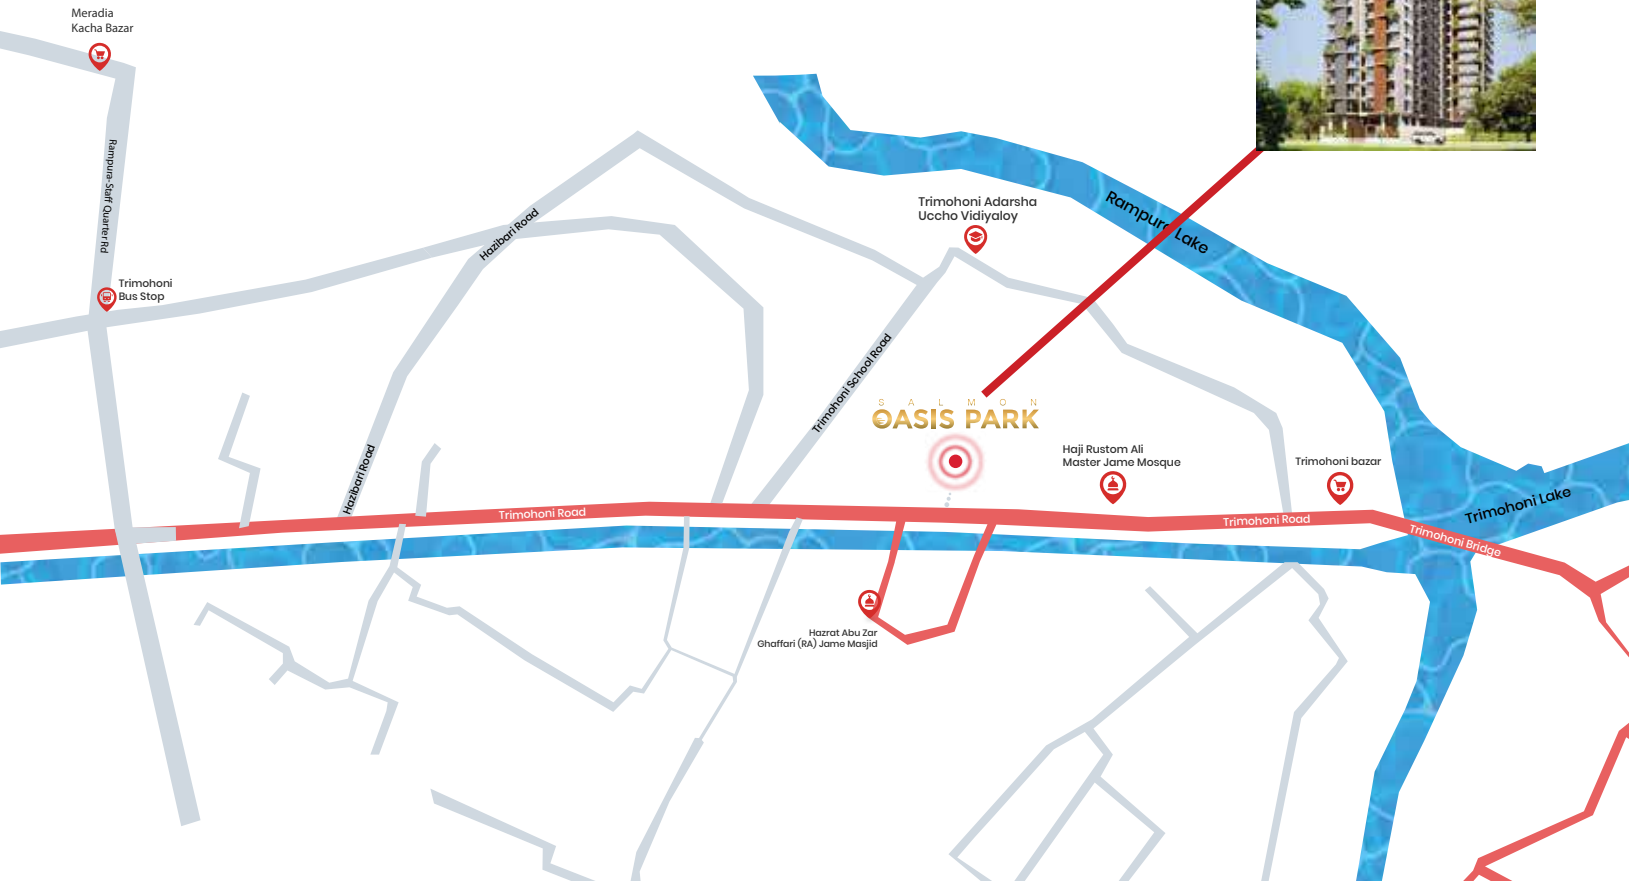 Meradia
Kacha Bazar
Rampura-Staff Quarter Rd
Trimohoni
Bus Stop
Hazibari Road
Hazibari Road
Trimohoni Adarsha
Uccho Vidiyaloy
Rampura Lake
Trimohoni School Road
SALMON
OASIS PARK
Haji Rustom Ali
Master Jame Mosque
Trimohoni bazar
Trimohoni Lake
Trimohoni Road
Trimohoni Road
Trimohoni Bridge
Hazrat Abu Zar
Ghaffari (RA) Jame Masjid